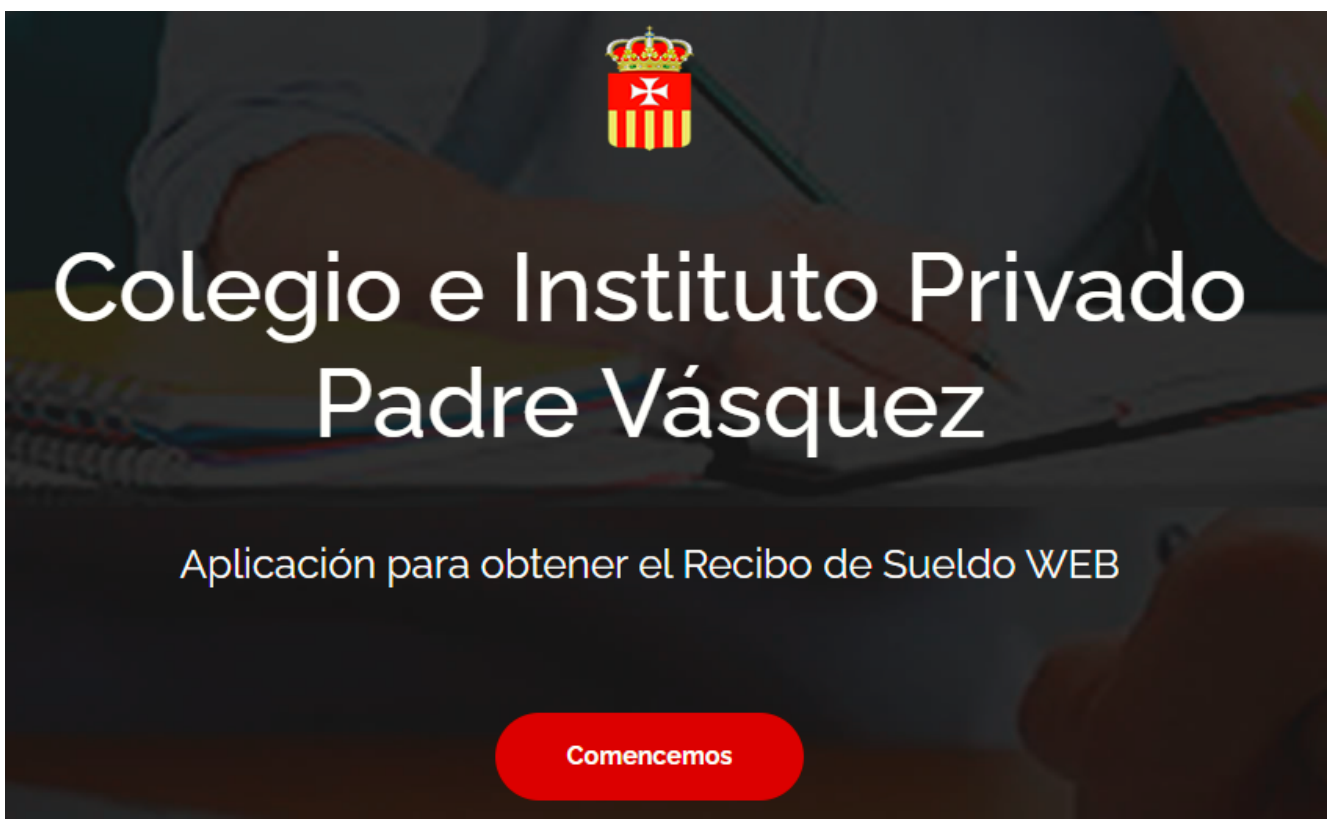 Colegio e Instituto Privado
Padre Vásquez
Aplicación para obtener el Recibo de Sueldo WEB
Comencemos